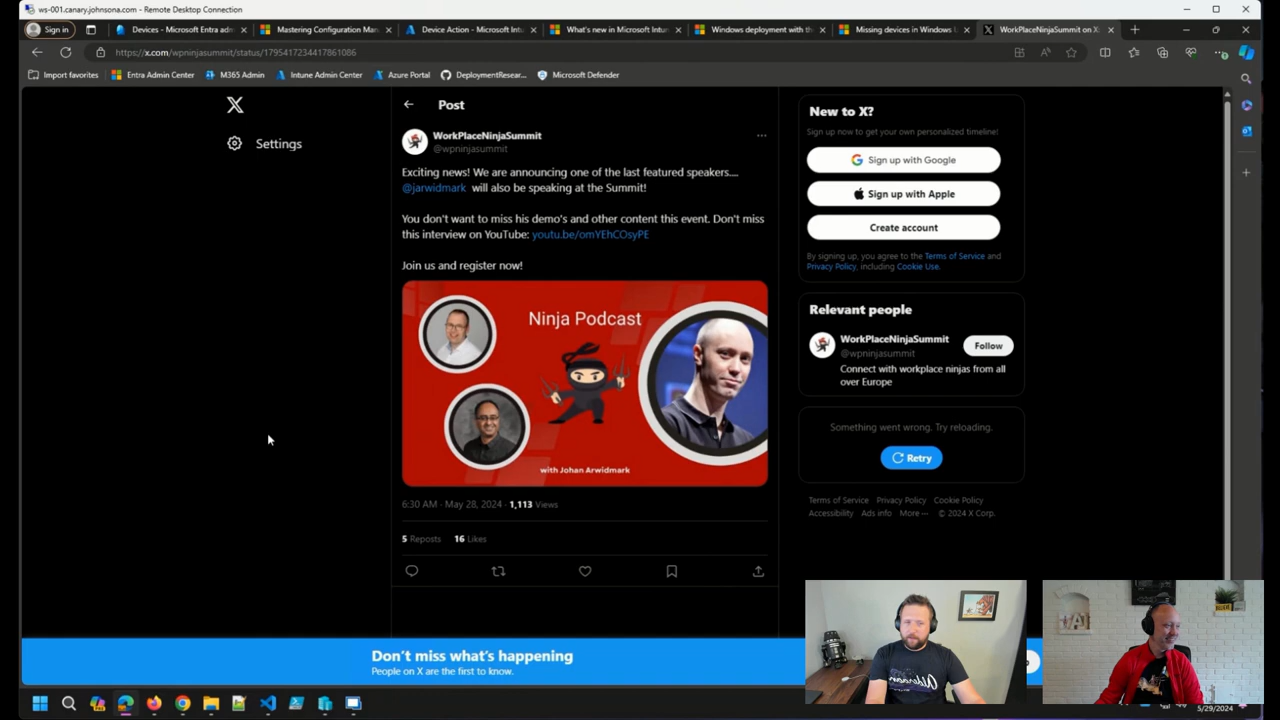 ws-001.canary.johnsona.com - Remote Desktop Connection
Sign in
Devices - Microsoft Entra adm
Mastering Configuration Man
Device Action - Microsoft Intu
What's new in Microsoft Intun
Windows deployment with th
Missing devices in Windows
WorkPlaceNinjaSummit on X:
https://x.com/wpninjasummit/status/1795417234417861086
Import favorites
Entra Admin Center
M365 Admin
Intune Admin Center
Azure Portal
DeploymentResear...
Microsoft Defender
Settings
Post
WorkPlaceNinjaSummit
@wpninjasummit
Exciting news! We are announcing one of the last featured speakers....
@jarwidmark will also be speaking at the Summit!
You don't want to miss his demo's and other content this event. Don't miss
this interview on YouTube: youtu.be/omYEhCOsyPE
Join us and register now!
Ninja Podcast
with Johan Arwidmark
6:30 AM · May 28, 2024 · 1,113 Views
5 Reposts 16 Likes
New to X?
Sign up now to get your own personalized timeline!
Sign up with Google
Sign up with Apple
Create account
By signing up, you agree to the Terms of Service and
Privacy Policy, including Cookie Use.
Relevant people
WorkPlaceNinjaSummit
@wpninjasummit
Follow
Connect with workplace ninjas from all
over Europe
Something went wrong. Try reloading.
Retry
Terms of Service Privacy Policy Cookie Policy
Accessibility Ads info More ··· © 2024 X Corp.
Don't miss what's happening
People on X are the first to know.
5/29/2024